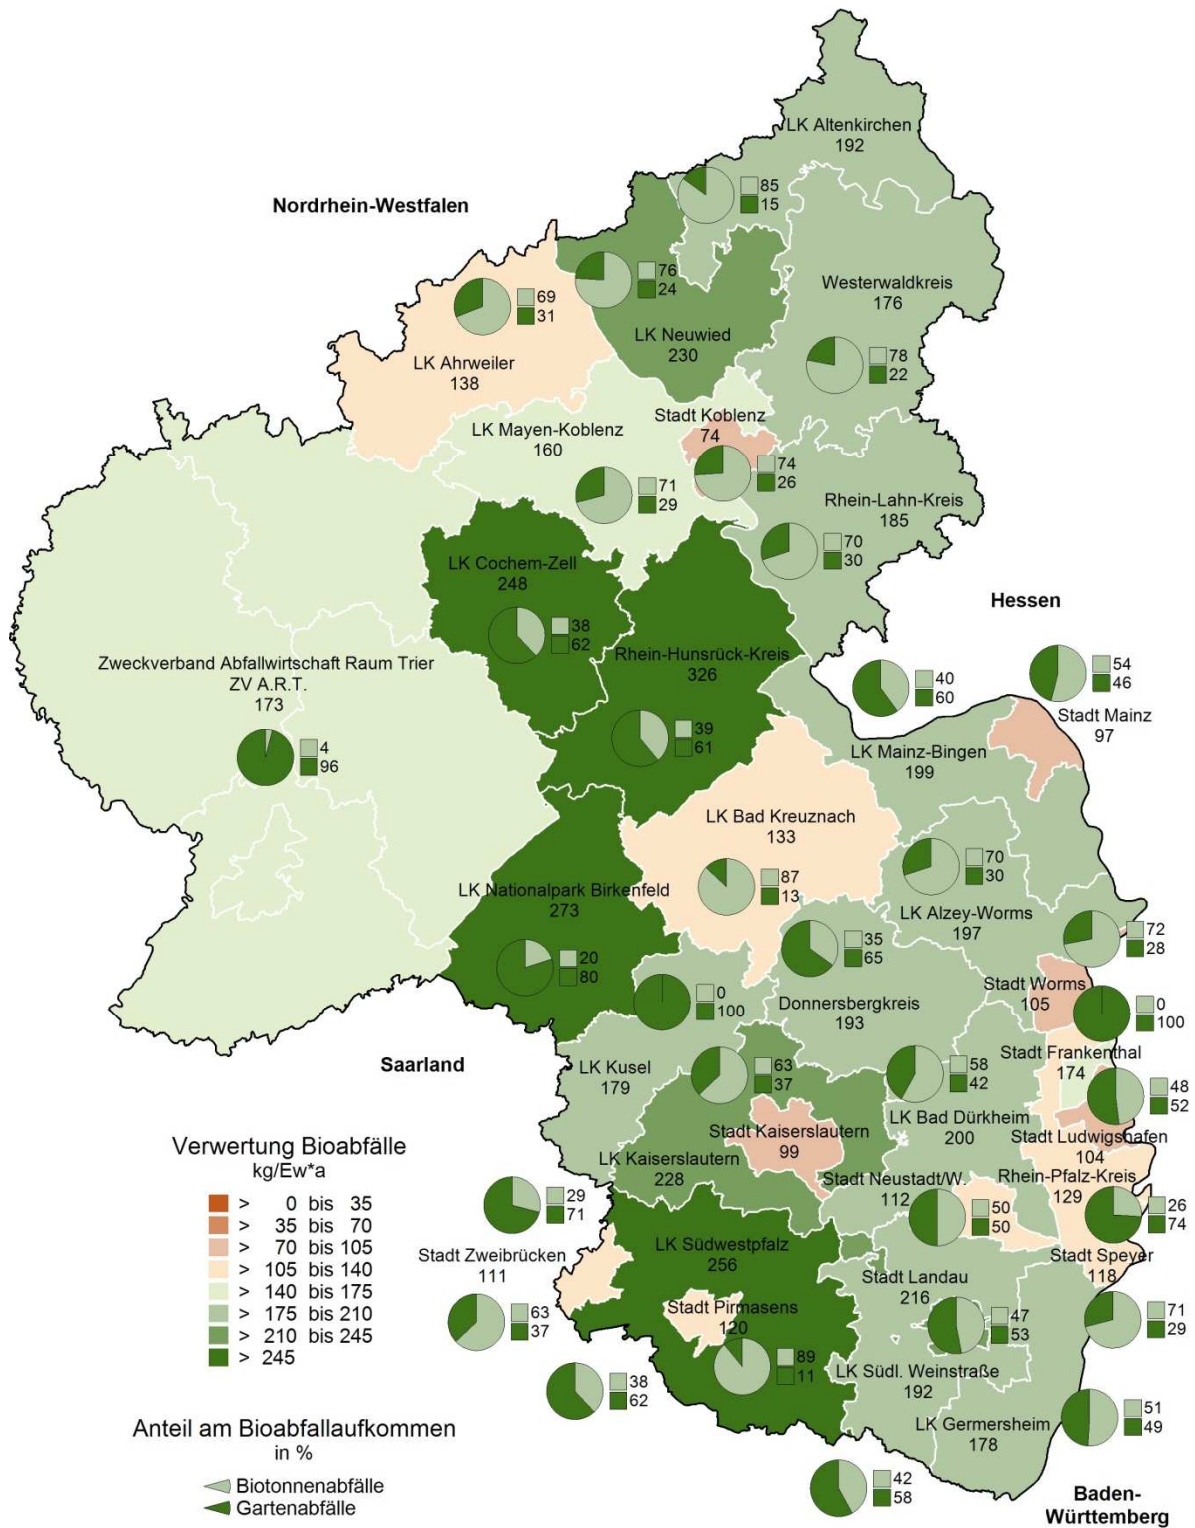 LK Altenkirchen
192
85
15
Nordrhein-Westfalen
76
24
Westerwaldkreis
176
69
31
LK Neuwied
230
78
22
LK Ahrweiler
138
Stadt Koblenz
74
LK Mayen-Koblenz
160
74
26
71
29
Rhein-Lahn-Kreis
185
70
30
LK Cochem-Zell
248
Hessen
38
62
Rhein-Hunsrück-Kreis
326
Zweckverband Abfallwirtschaft Raum Trier
ZV A.R.T.
173
40
60
54
46
Stadt Mainz
97
39
61
4
96
LK Mainz-Bingen
199
LK Bad Kreuznach
133
70
30
87
13
LK Nationalpark Birkenfeld
273
LK Alzey-Worms
197
72
28
35
65
20
80
Stadt Worms
105
0
100
Donnersbergkreis
193
0
100
Saarland
LK Kusel
179
63
37
58
42
Stadt Frankenthal
174
48
52
LK Bad Dürkheim
200
Stadt Kaiserslautern
99
Stadt Ludwigshafen
104
LK Kaiserslautern
228
Stadt Neustadt/W.
112
Rhein-Pfalz-Kreis
129
Verwertung Bioabfälle
kg/Ew*a
> 0 bis 35
> 35 bis 70
> 70 bis 105
> 105 bis 140
> 140 bis 175
> 175 bis 210
> 210 bis 245
> 245
29
71
50
50
26
74
Stadt Zweibrücken
111
LK Südwestpfalz
256
Stadt Speyer
118
Stadt Landau
216
Stadt Pirmasens
120
63
37
47
53
71
29
89
11
LK Südl. Weinstraße
192
38
62
51
49
LK Germersheim
178
Anteil am Bioabfallaufkommen
in %
Biotonnenabfälle
Gartenabfälle
42
58
Baden-
Württemberg